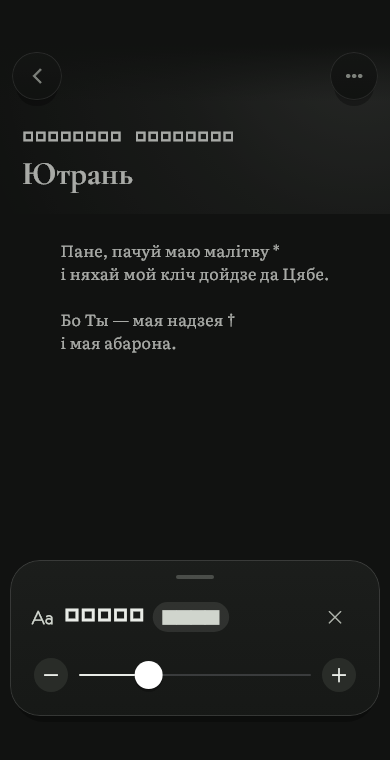 Ютрань
Пане, пачуй маю малітву *
і няхай мой кліч дойдзе да Цябе.
Бо Ты — мая надзея †
і мая абарона.
Aa